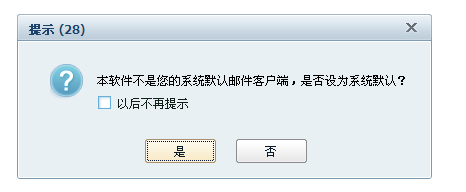 提示 (28)
本软件不是您的系统默认邮件客户端，是否设为系统默认？
以后不再提示
是
否